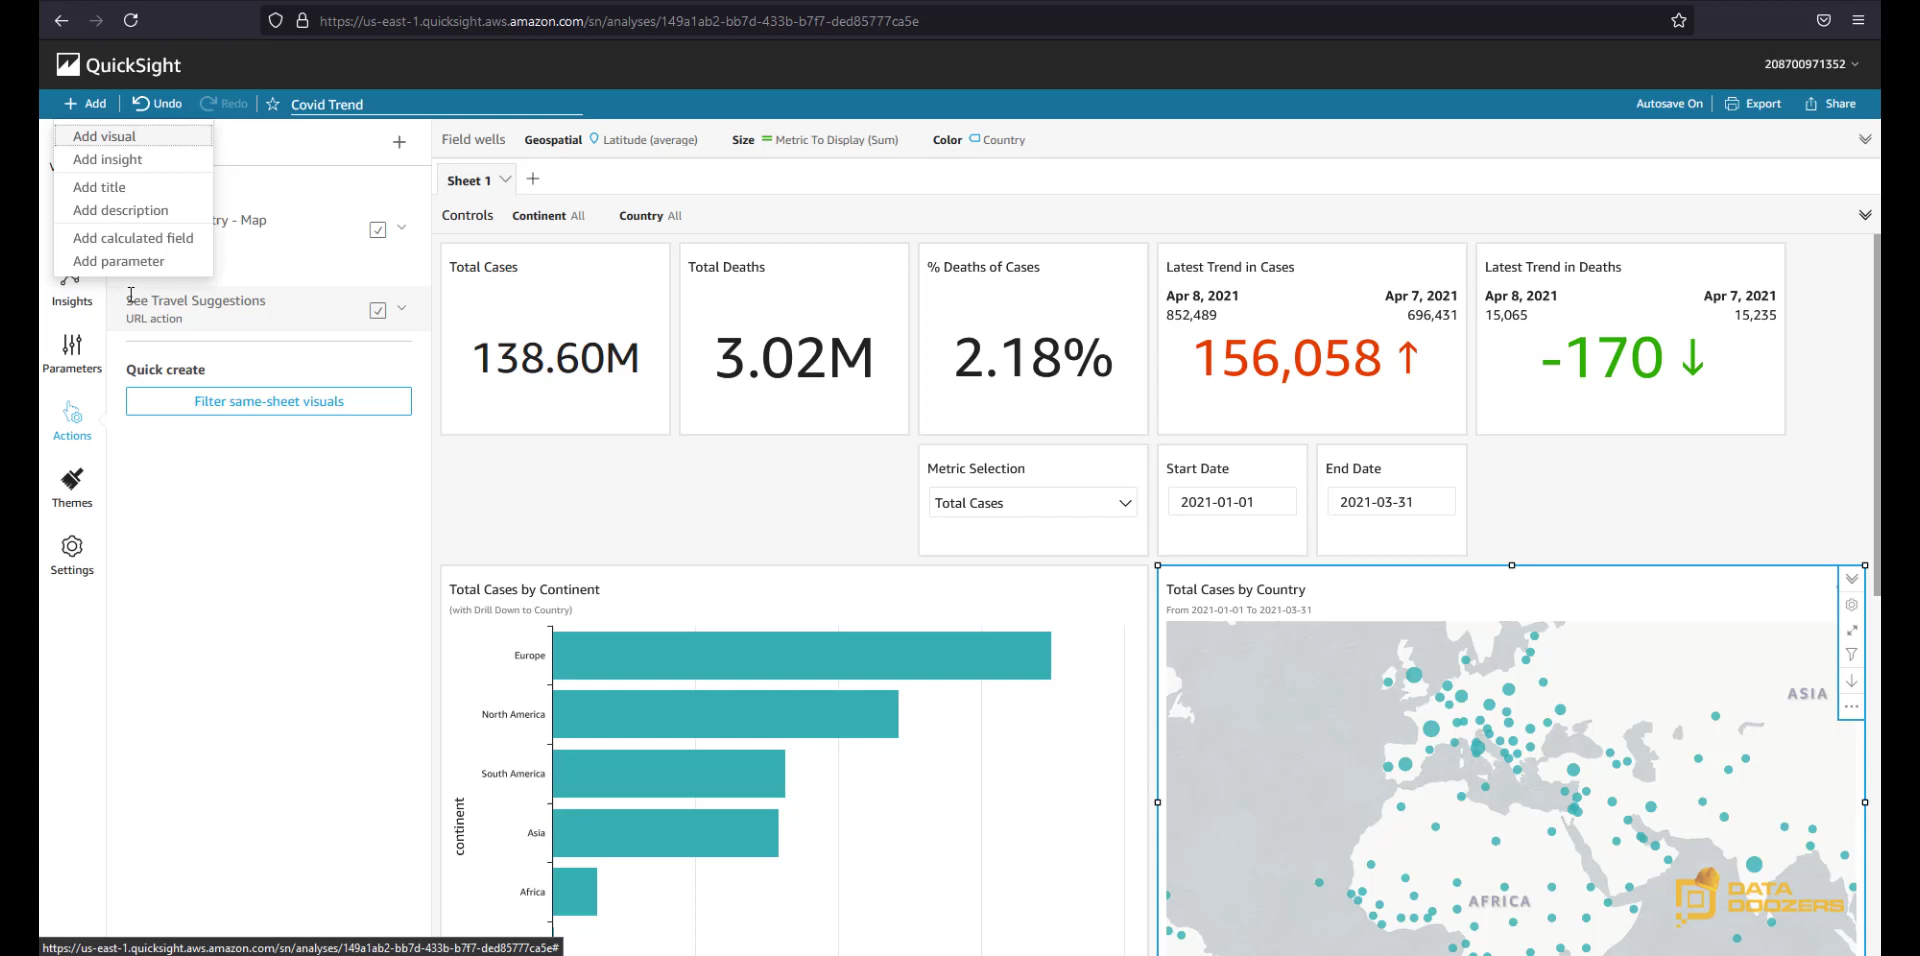 https://us-east-1.quicksight.aws.amazon.com/sn/analyses/149a1ab2-bb7d-433b-b7f7-ded85777ca5e
QuickSight
208700971352
Add
Undo
Redo
Covid Trend
Autosave On
Export
Share
Add visual
Add insight
Add title
Add description
Add calculated field
Add parameter
try - Map
See Travel Suggestions
URL action
Quick create
Filter same-sheet visuals
Insights
Parameters
Actions
Themes
Settings
Field wells Geospatial Latitude (average) Size Metric To Display (Sum) Color Country
Sheet 1
Controls Continent All Country All
Total Cases
138.60M
Total Deaths
3.02M
% Deaths of Cases
2.18%
Latest Trend in Cases
Apr 8, 2021 Apr 7, 2021
852,489 696,431
156,058 ↑
Latest Trend in Deaths
Apr 8, 2021 Apr 7, 2021
15,065 15,235
-170 ↓
Metric Selection
Total Cases
Start Date
2021-01-01
End Date
2021-03-31
Total Cases by Continent
(with Drill Down to Country)
continent
Europe
North America
South America
Asia
Africa
Total Cases by Country
From 2021-01-01 To 2021-03-31
ASIA
AFRICA
DATA
DOOZERS
https://us-east-1.quicksight.aws.amazon.com/sn/analyses/149a1ab2-bb7d-433b-b7f7-ded85777ca5e#